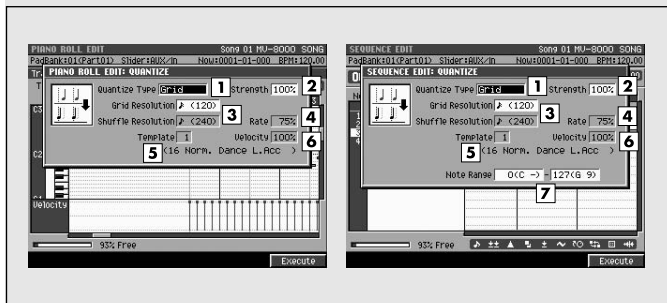 PIANO ROLL EDIT Song 01 MV-8000 SONG
PadBank:01(Part01) Slider:AUX/In Now:0001-01-000 BPM:120.00
PIANO ROLL EDIT: QUANTIZE
Quantize Type Grid 1 Strength 100% 2
Grid Resolution ♪ (120)
Shuffle Resolution ♪ (240) 3 Rate 75% 4
Template 1 Velocity 100% 6
5 (16 Norm. Dance L.Acc )
C3
C2
C1
Velocity
93% Free
Execute
SEQUENCE EDIT Song 01 MV-8000 SONG
PadBank:01(Part01) Slider:AUX/In Now:0001-01-000 BPM:120.00
SEQUENCE EDIT: QUANTIZE
Quantize Type Grid 1 Strength 100% 2
Grid Resolution ♪ (120)
Shuffle Resolution ♪ (240) 3 Rate 75% 4
Template 1 Velocity 100% 6
5 (16 Norm. Dance L.Acc )
Note Range 0(C -) - 127(G 9)
7
93% Free
Execute